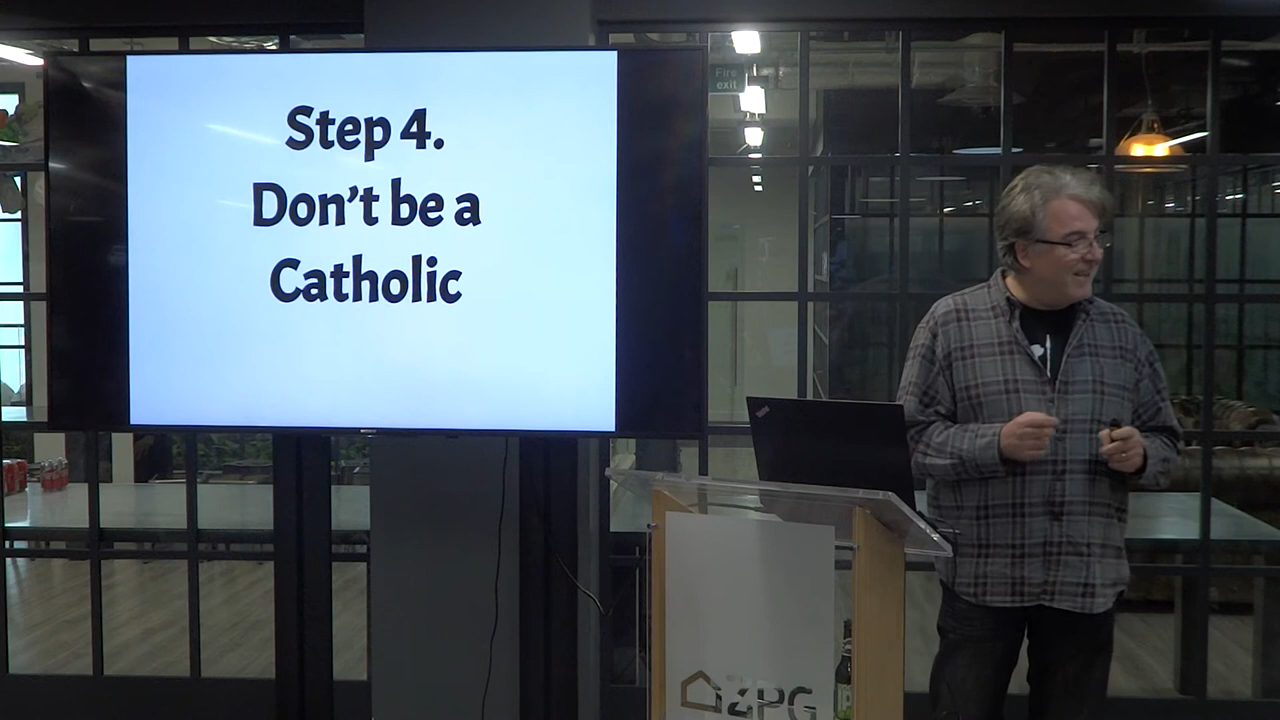 Step 4.
Don't be a
Catholic
Fire
exit
ZPG